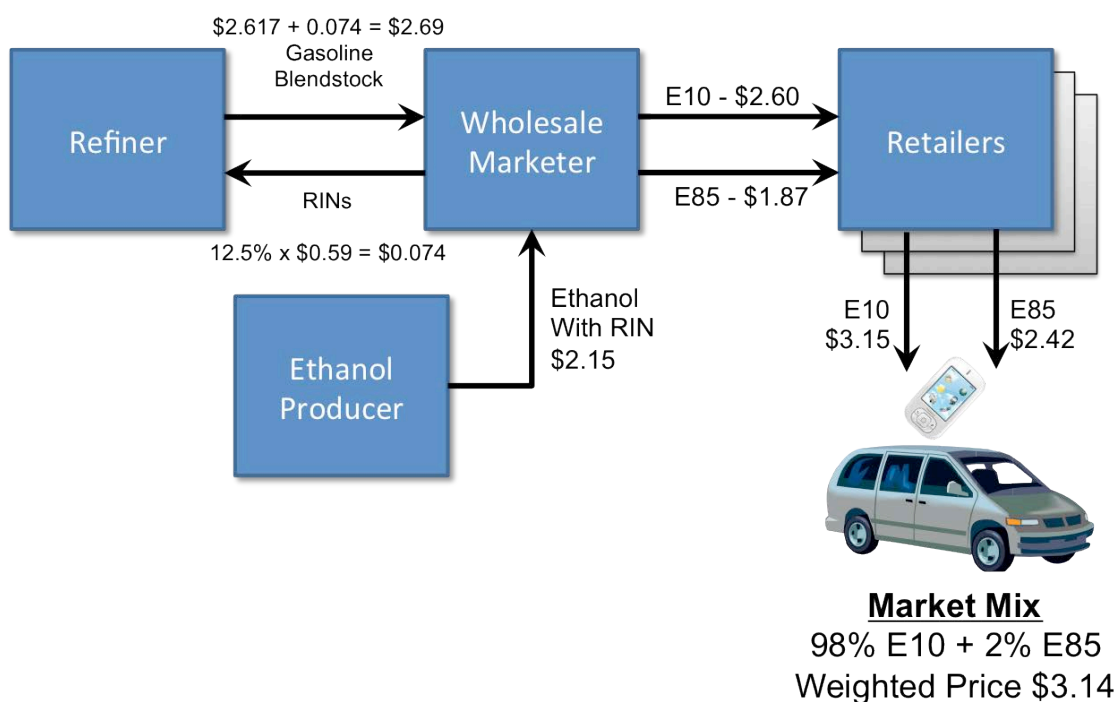 $2.617 + 0.074 = $2.69
Gasoline
Blendstock
Refiner
Wholesale
Marketer
E10 - $2.60
Retailers
RINs
E85 - $1.87
12.5% x $0.59 = $0.074
Ethanol
With RIN
$2.15
Ethanol
Producer
E10
$3.15
E85
$2.42
Market Mix
98% E10 + 2% E85
Weighted Price $3.14